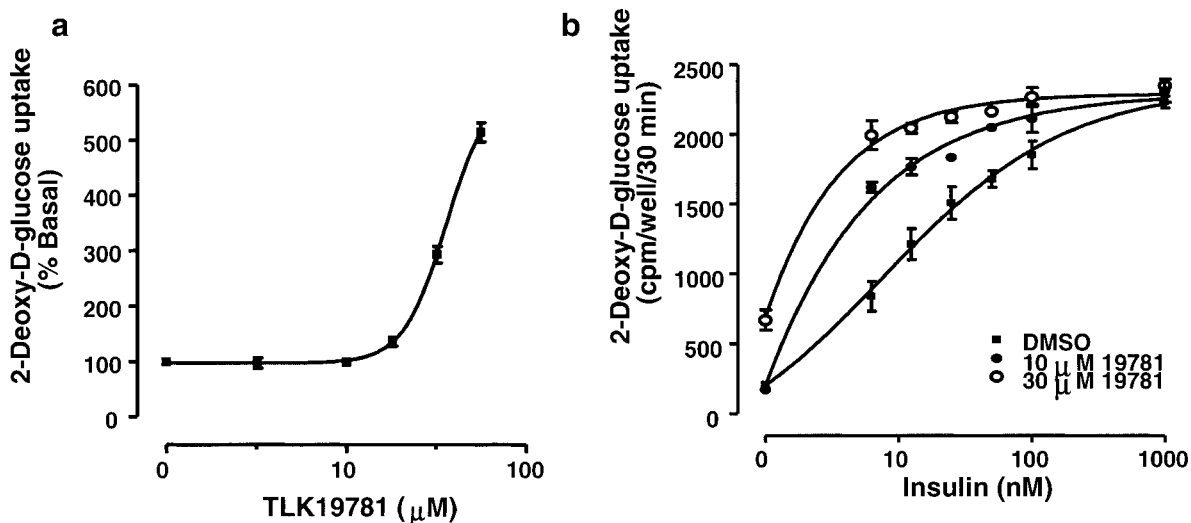 a
2-Deoxy-D-glucose uptake
(% Basal)
600
500
400
300
200
100
0
0
10
100
TLK19781 (μM)
b
2-Deoxy-D-glucose uptake
(cpm/well/30 min)
2500
2000
1500
1000
500
0
DMSO
10 μM 19781
30 μM 19781
0
10
100
1000
Insulin (nM)